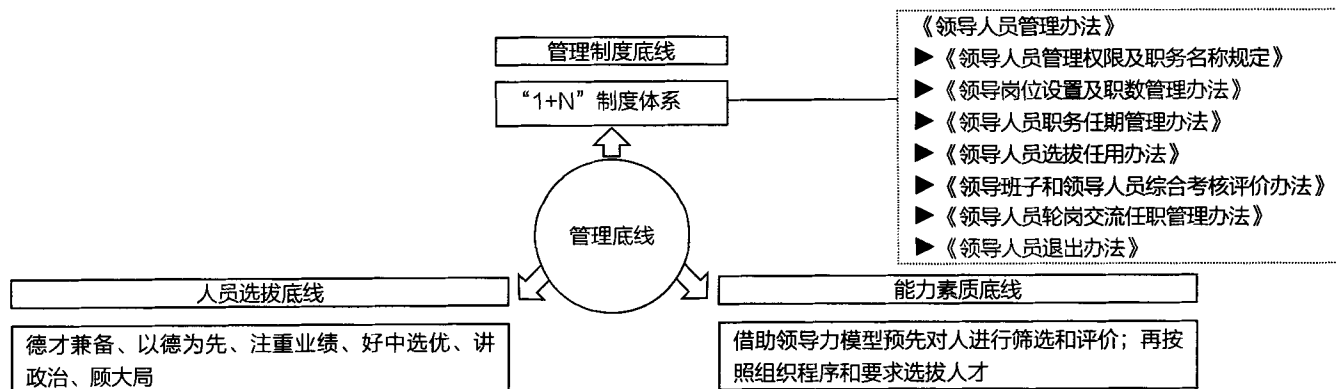 管理制度底线
“1+N”制度体系
《领导人员管理办法》
▶《领导人员管理权限及职务名称规定》
▶《领导岗位设置及职数管理办法》
▶《领导人员职务任期管理办法》
▶《领导人员选拔任用办法》
▶《领导班子和领导人员综合考核评价办法》
▶《领导人员轮岗交流任职管理办法》
▶《领导人员退出办法》
管理底线
人员选拔底线
德才兼备、以德为先、注重业绩、好中选优、讲
政治、顾大局
能力素质底线
借助领导力模型预先对人进行筛选和评价；再按
照组织程序和要求选拔人才